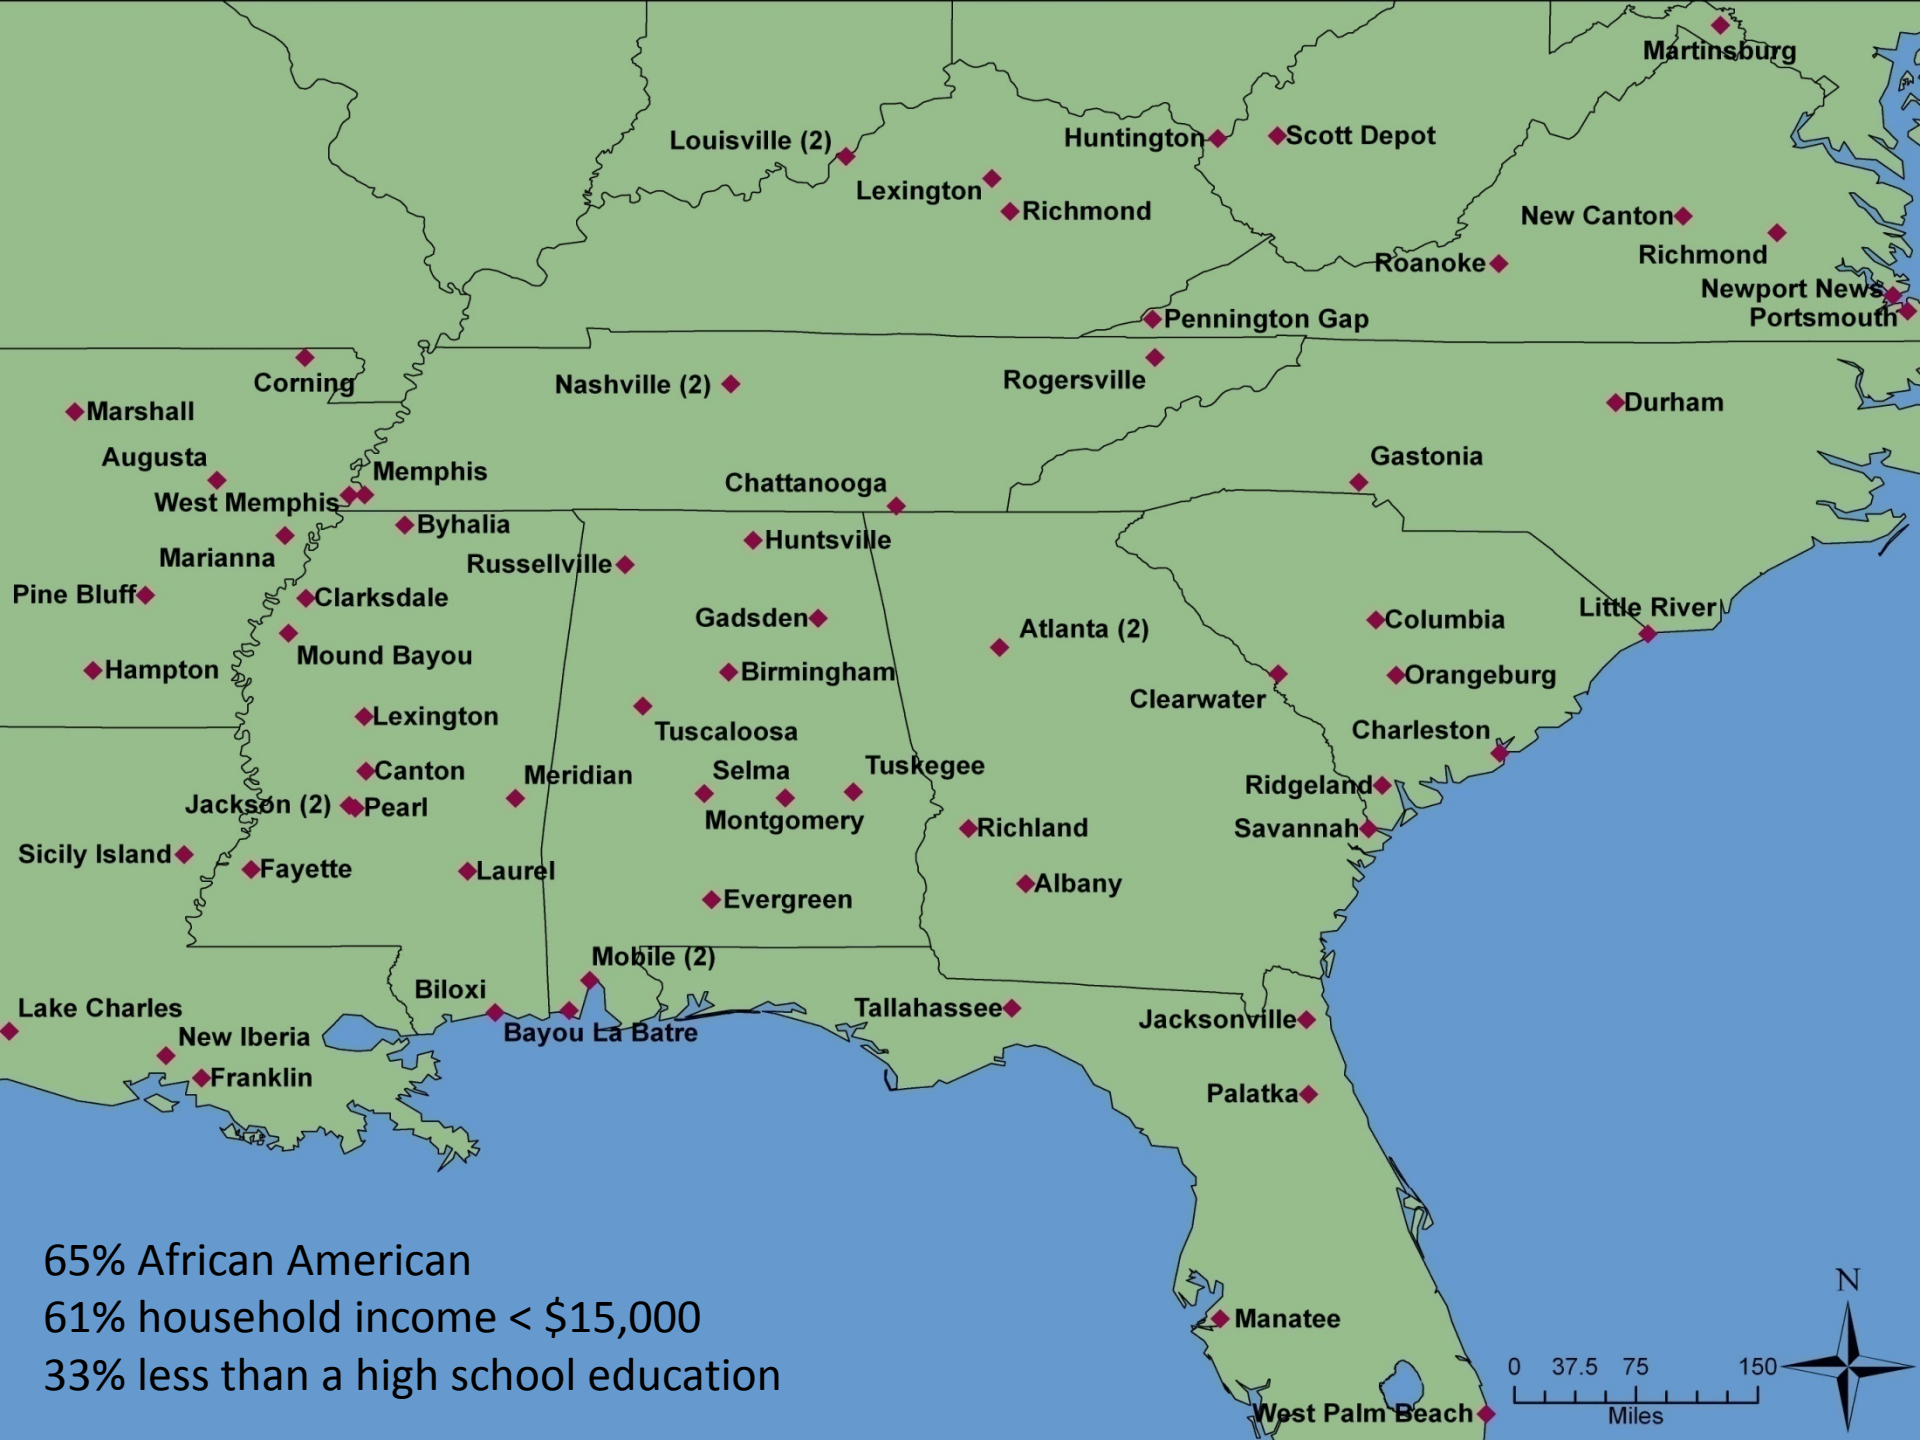 Martinsburg
Louisville (2)
Huntington
Scott Depot
Lexington
Richmond
New Canton
Richmond
Roanoke
Newport News
Portsmouth
Pennington Gap
Corning
Nashville (2)
Rogersville
Marshall
Durham
Augusta
Memphis
Gastonia
West Memphis
Chattanooga
Byhalia
Huntsville
Marianna
Russellville
Pine Bluff
Clarksdale
Gadsden
Atlanta (2)
Columbia
Little River
Mound Bayou
Hampton
Birmingham
Orangeburg
Clearwater
Lexington
Tuscaloosa
Charleston
Canton
Meridian
Selma
Tuskegee
Ridgeland
Jackson (2)
Pearl
Montgomery
Richland
Savannah
Sicily Island
Fayette
Laurel
Albany
Evergreen
Mobile (2)
Biloxi
Lake Charles
Tallahassee
Jacksonville
New Iberia
Bayou La Batre
Franklin
Palatka
65% African American
61% household income < $15,000
33% less than a high school education
Manatee
West Palm Beach
N
0 37.5 75 150
Miles